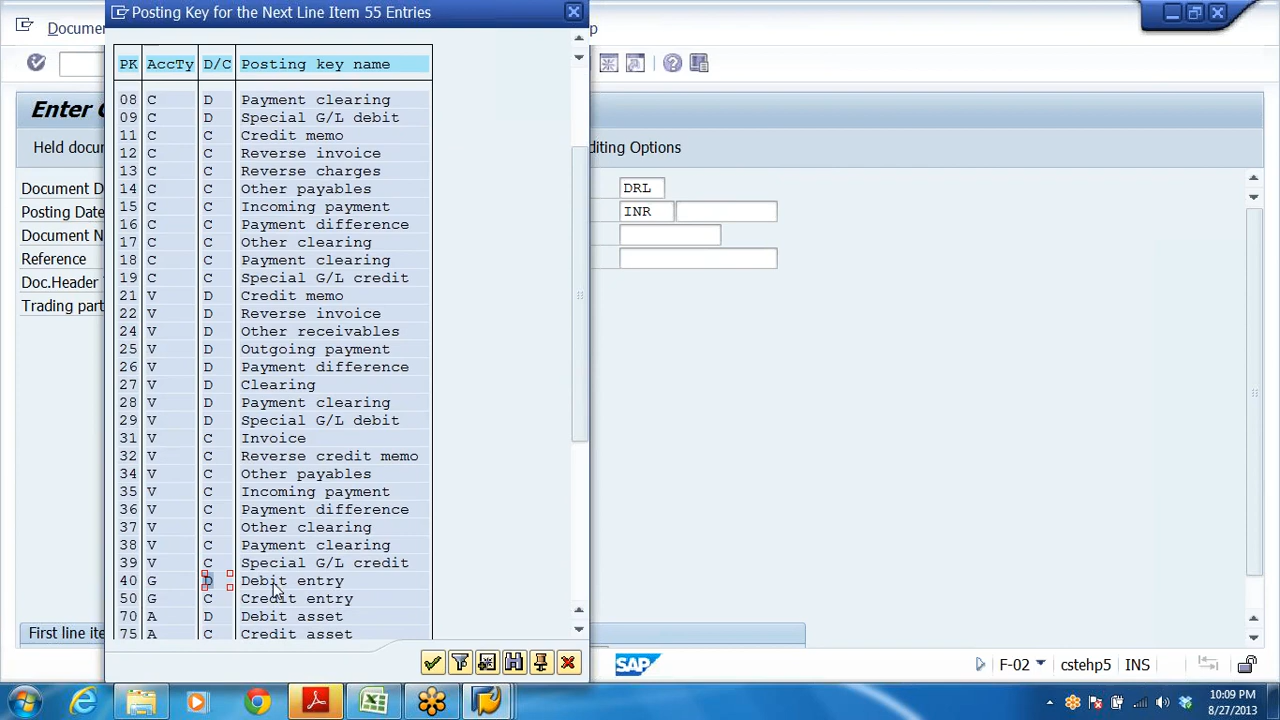 Posting Key for the Next Line Item 55 Entries
Document
PK AccTy D/C Posting key name
08 C D Payment clearing
09 C D Special G/L debit
11 C C Credit memo
12 C C Reverse invoice
13 C C Reverse charges
14 C C Other payables
15 C C Incoming payment
16 C C Payment difference
17 C C Other clearing
18 C C Payment clearing
19 C C Special G/L credit
21 V D Credit memo
22 V D Reverse invoice
24 V D Other receivables
25 V D Outgoing payment
26 V D Payment difference
27 V D Clearing
28 V D Payment clearing
29 V D Special G/L debit
31 V C Invoice
32 V C Reverse credit memo
34 V C Other payables
35 V C Incoming payment
36 V C Payment difference
37 V C Other clearing
38 V C Payment clearing
39 V C Special G/L credit
40 G D Debit entry
50 G C Credit entry
70 A D Debit asset
75 A C Credit asset
Enter
Held docu
diting Options
Document D
DRL
Posting Date
INR
Document N
Reference
Doc.Header
Trading part
First line ite
SAP
F-02
cstehp5
INS
10:09 PM
8/27/2013